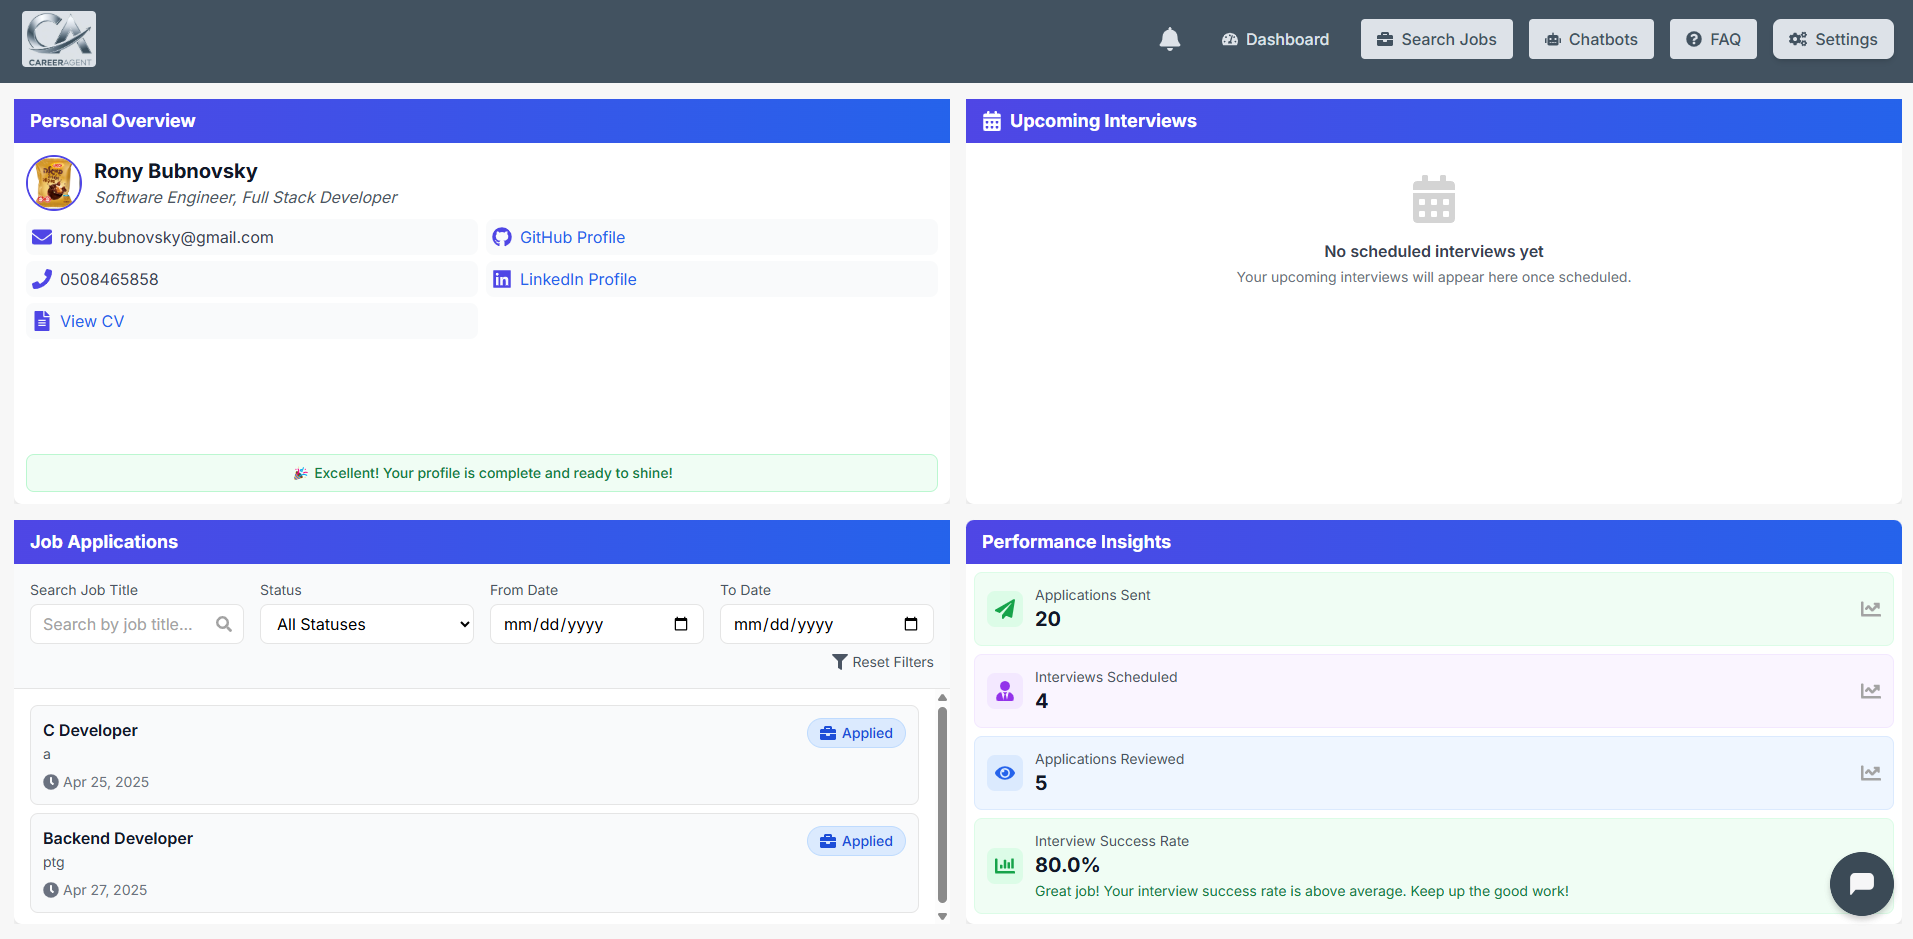 CA
CAREERAGENT
Dashboard
Search Jobs
Chatbots
FAQ
Settings
Personal Overview
Rony Bubnovsky
Software Engineer, Full Stack Developer
rony.bubnovsky@gmail.com
GitHub Profile
0508465858
LinkedIn Profile
View CV
Excellent! Your profile is complete and ready to shine!
Upcoming Interviews
No scheduled interviews yet
Your upcoming interviews will appear here once scheduled.
Job Applications
Search Job Title
Status
From Date
To Date
Search by job title...
All Statuses
mm/dd/yyyy
mm/dd/yyyy
Reset Filters
C Developer
Applied
a
Apr 25, 2025
Backend Developer
Applied
ptg
Apr 27, 2025
Performance Insights
Applications Sent
20
Interviews Scheduled
4
Applications Reviewed
5
Interview Success Rate
80.0%
Great job! Your interview success rate is above average. Keep up the good work!